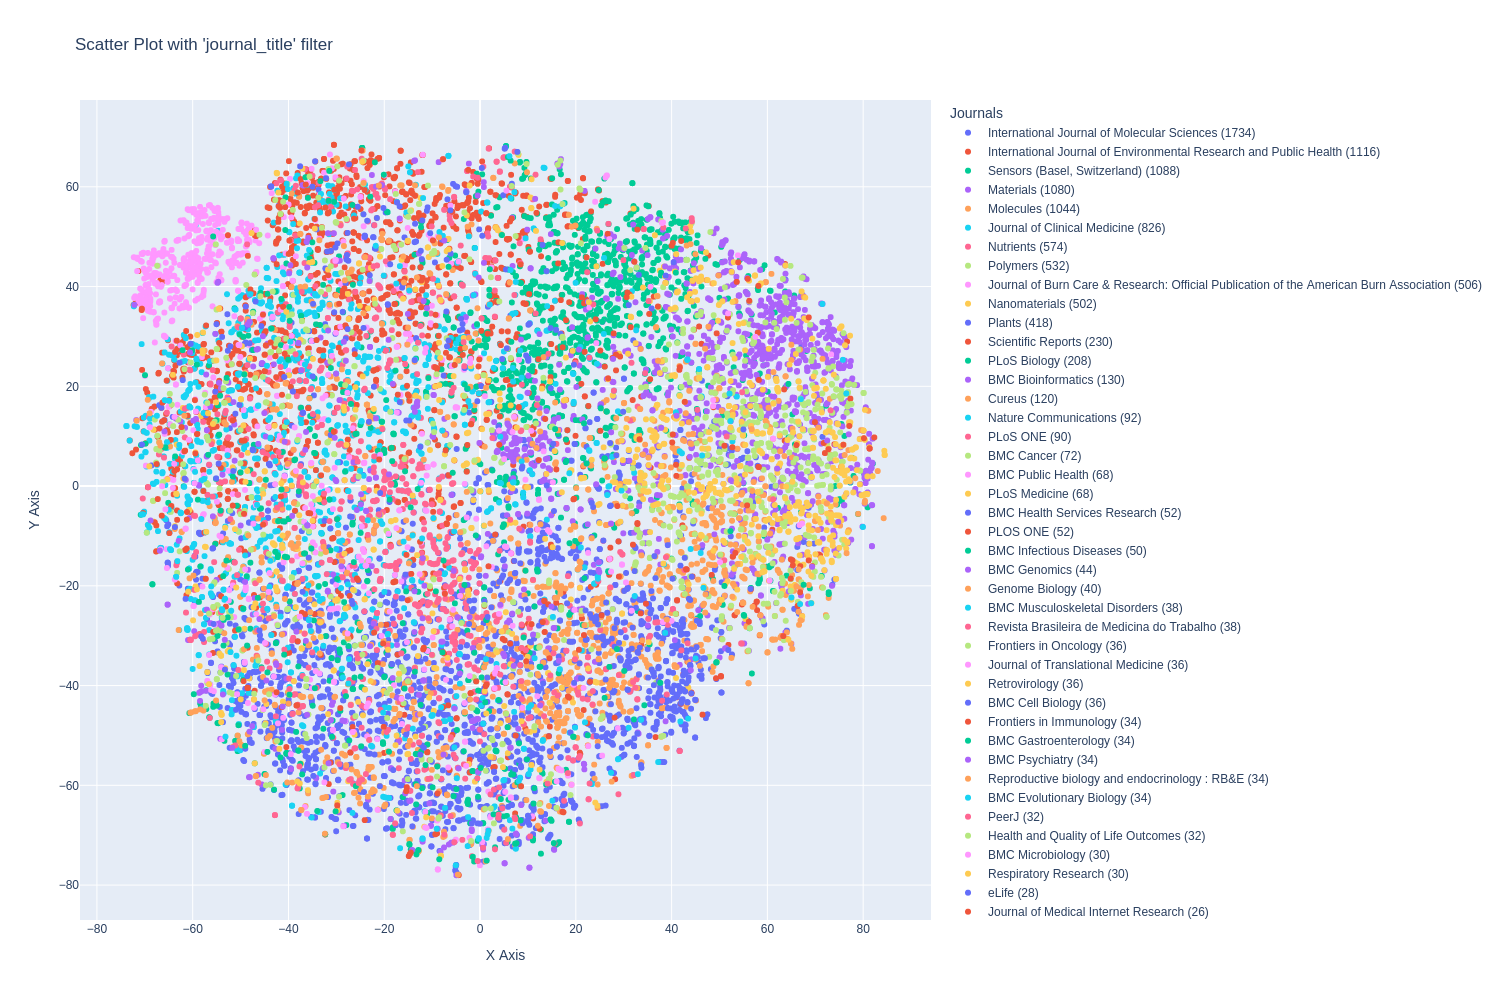 Scatter Plot with 'journal_title' filter
Journals
International Journal of Molecular Sciences (1734)
International Journal of Environmental Research and Public Health (1116)
Sensors (Basel, Switzerland) (1088)
Materials (1080)
Molecules (1044)
Journal of Clinical Medicine (826)
Nutrients (574)
Polymers (532)
Journal of Burn Care & Research: Official Publication of the American Burn Association (506)
Nanomaterials (502)
Plants (418)
Scientific Reports (230)
PLoS Biology (208)
BMC Bioinformatics (130)
Cureus (120)
Nature Communications (92)
PLoS ONE (90)
BMC Cancer (72)
BMC Public Health (68)
PLoS Medicine (68)
BMC Health Services Research (52)
PLOS ONE (52)
BMC Infectious Diseases (50)
BMC Genomics (44)
Genome Biology (40)
BMC Musculoskeletal Disorders (38)
Revista Brasileira de Medicina do Trabalho (38)
Frontiers in Oncology (36)
Journal of Translational Medicine (36)
Retrovirology (36)
BMC Cell Biology (36)
Frontiers in Immunology (34)
BMC Gastroenterology (34)
BMC Psychiatry (34)
Reproductive biology and endocrinology : RB&E (34)
BMC Evolutionary Biology (34)
PeerJ (32)
Health and Quality of Life Outcomes (32)
BMC Microbiology (30)
Respiratory Research (30)
eLife (28)
Journal of Medical Internet Research (26)
60
40
20
0
−20
−40
−60
−80
Y Axis
−80 −60 −40 −20 0 20 40 60 80
X Axis